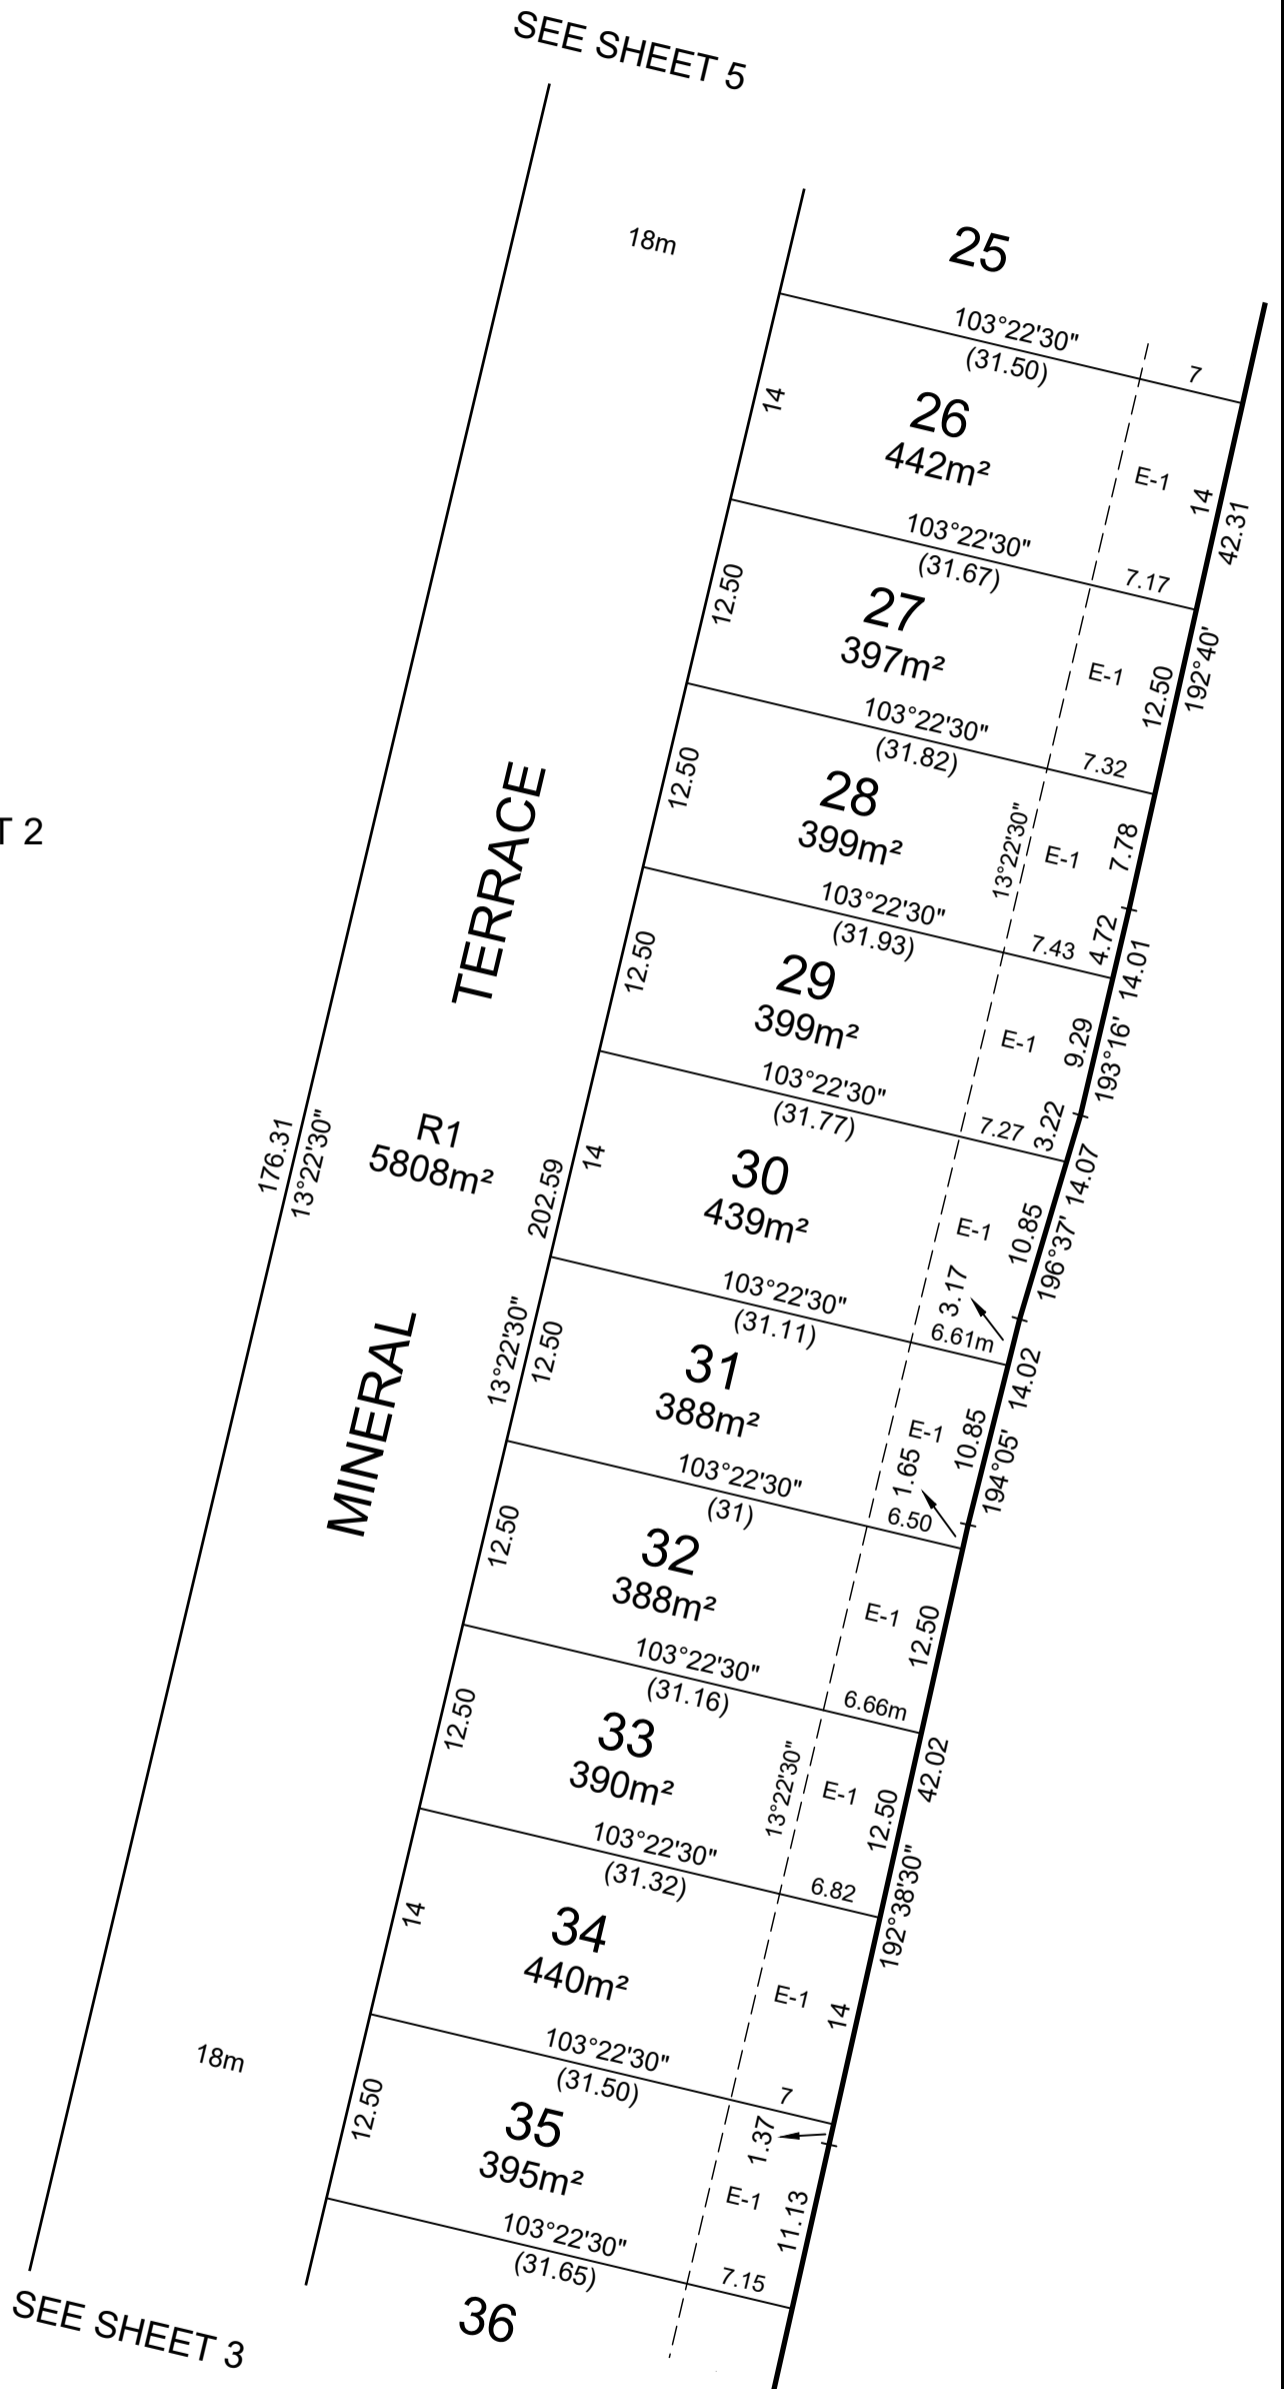 SEE SHEET 5
18m
25
103°22'30"
(31.50)
7
14
26
442m²
E-1
14
42.31
103°22'30"
(31.67)
7.17
12.50
27
397m²
E-1
12.50
192°40'
103°22'30"
(31.82)
7.32
12.50
28
399m²
13°22'30"
E-1
7.78
T 2
TERRACE
103°22'30"
(31.93)
7.43
4.72
14.01
12.50
29
399m²
E-1
9.29
193°16'
103°22'30"
(31.77)
7.27
3.22
14.07
176.31
13°22'30"
R1
5808m²
202.59
14
30
439m²
E-1
10.85
196°37'
3.17
103°22'30"
(31.11)
6.61m
14.02
MINERAL
13°22'30"
12.50
31
388m²
E-1
10.85
194°05'
1.65
103°22'30"
(31)
6.50
12.50
32
388m²
E-1
12.50
103°22'30"
(31.16)
6.66m
42.02
12.50
33
390m²
13°22'30"
E-1
12.50
103°22'30"
(31.32)
6.82
192°38'30"
14
34
440m²
E-1
14
18m
103°22'30"
(31.50)
7
1.37
12.50
35
395m²
E-1
11.13
103°22'30"
(31.65)
7.15
SEE SHEET 3
36